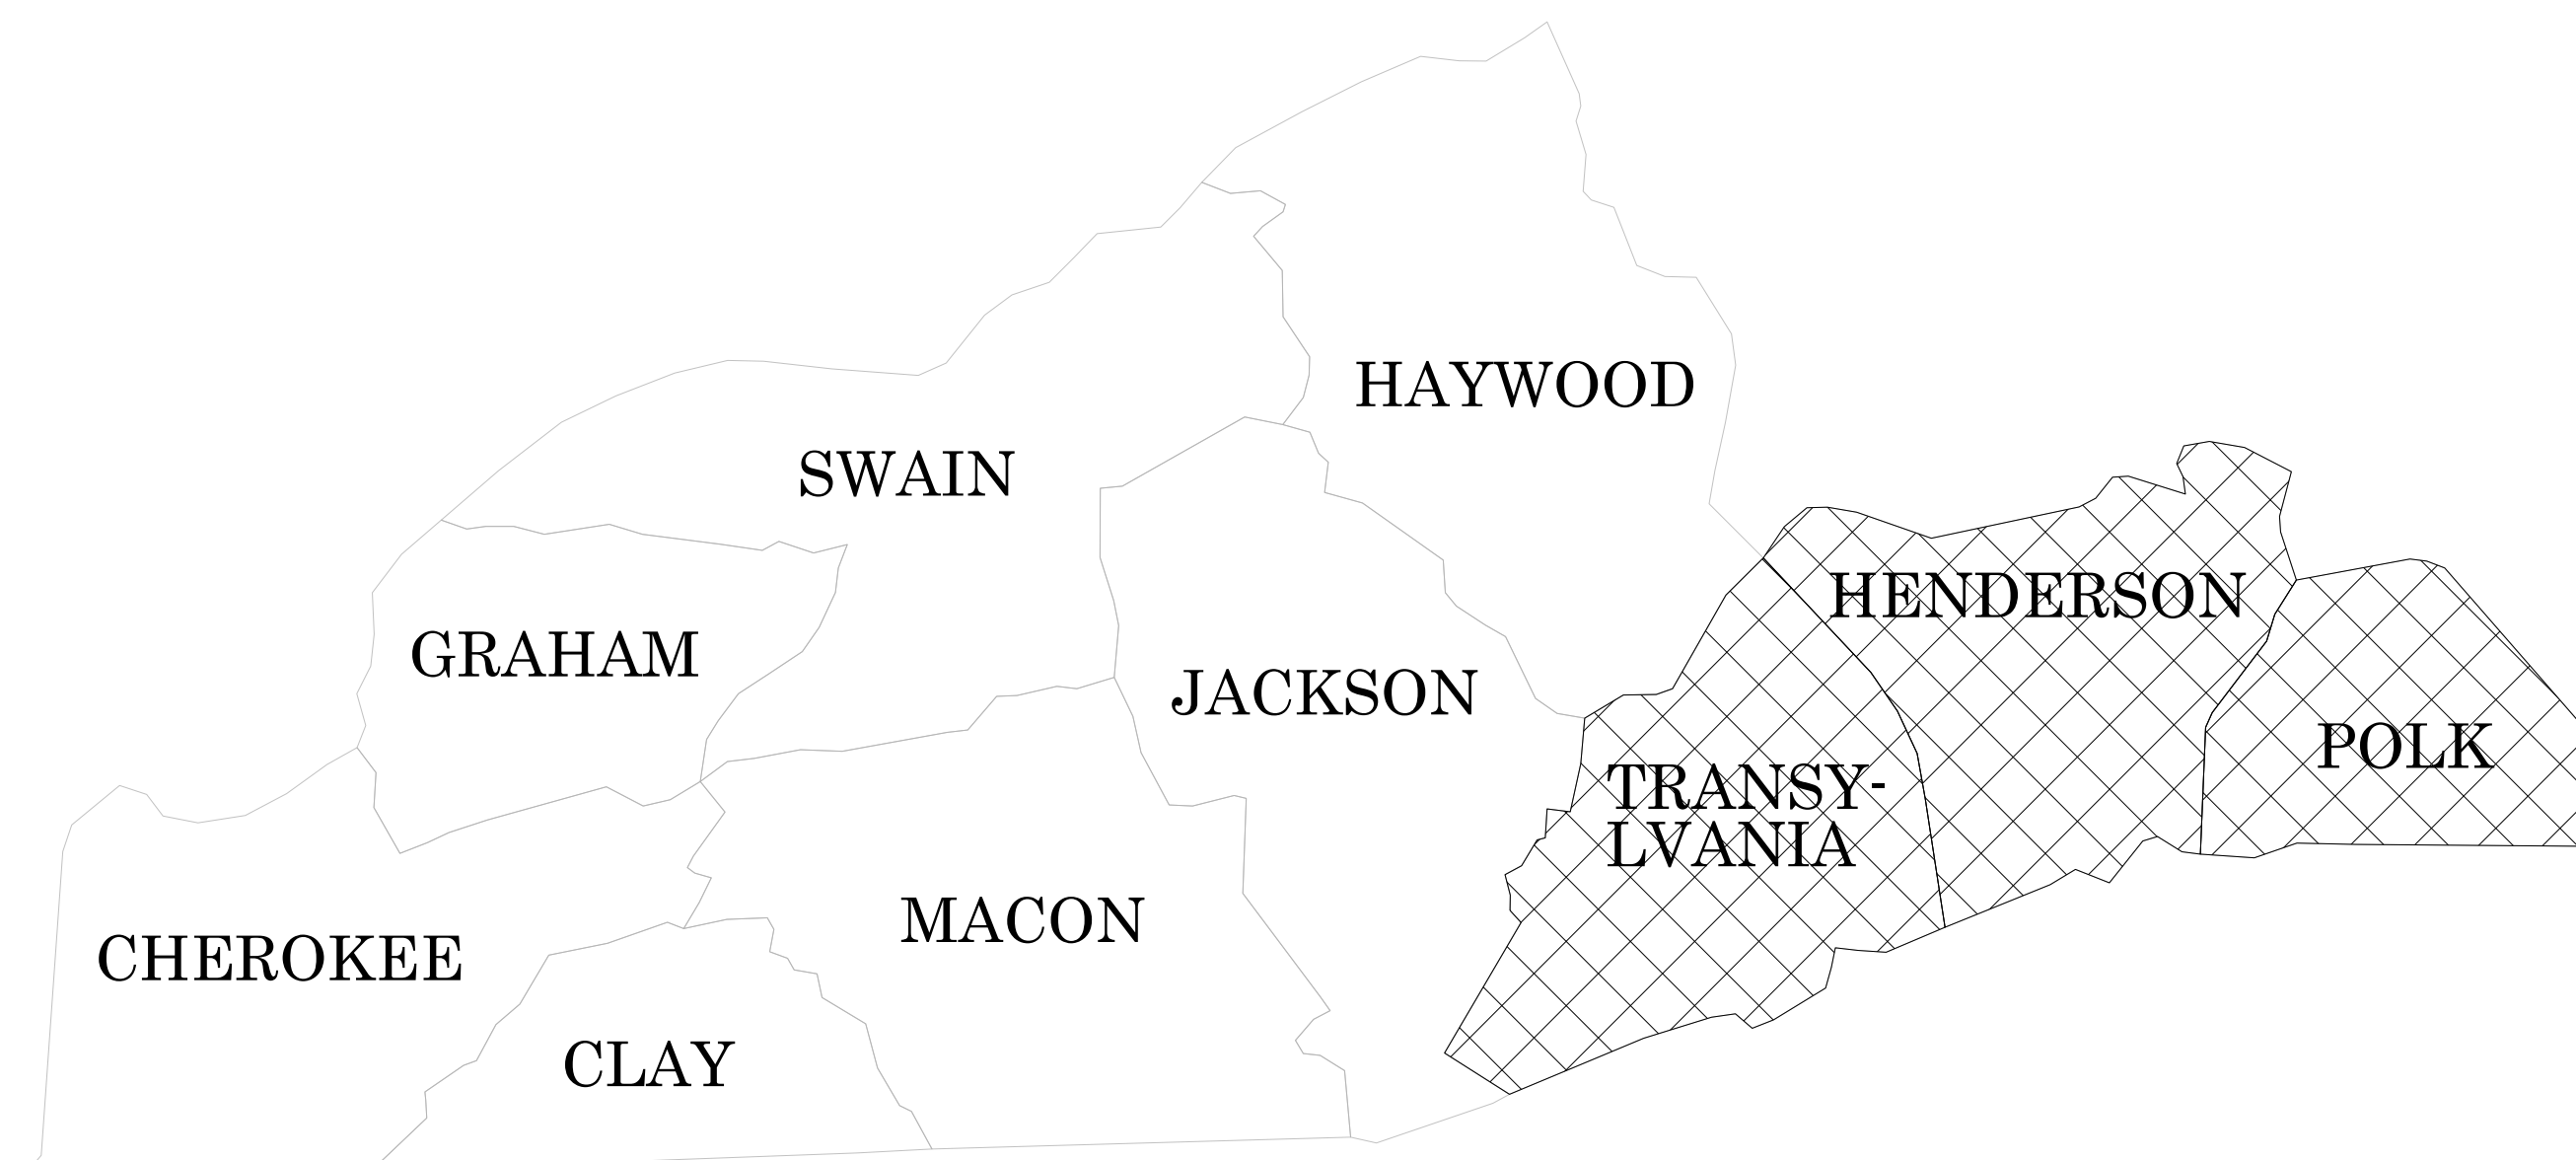 HAYWOOD
SWAIN
HENDERSON
GRAHAM
JACKSON
POLK
TRANSY-
LVANIA
MACON
CHEROKEE
CLAY